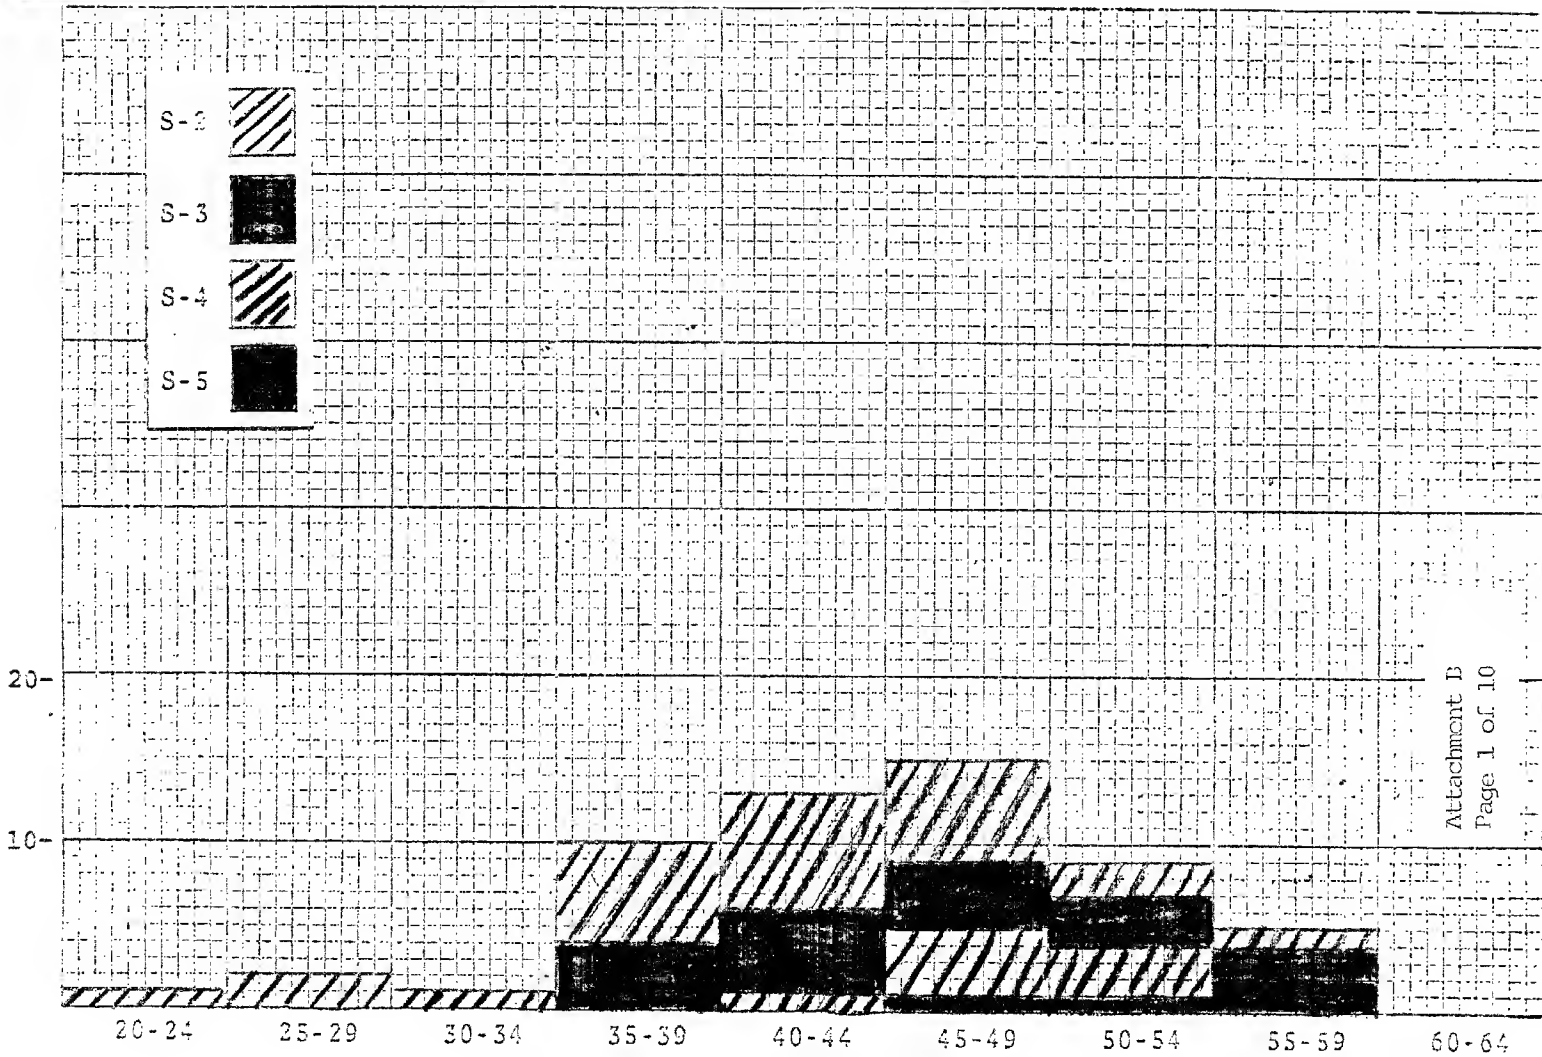 S-2
S-3
S-4
S-5
20-
10-
20-24
25-29
30-34
35-39
40-44
45-49
50-54
55-59
60-64
Attachment B
Page 1 of 10